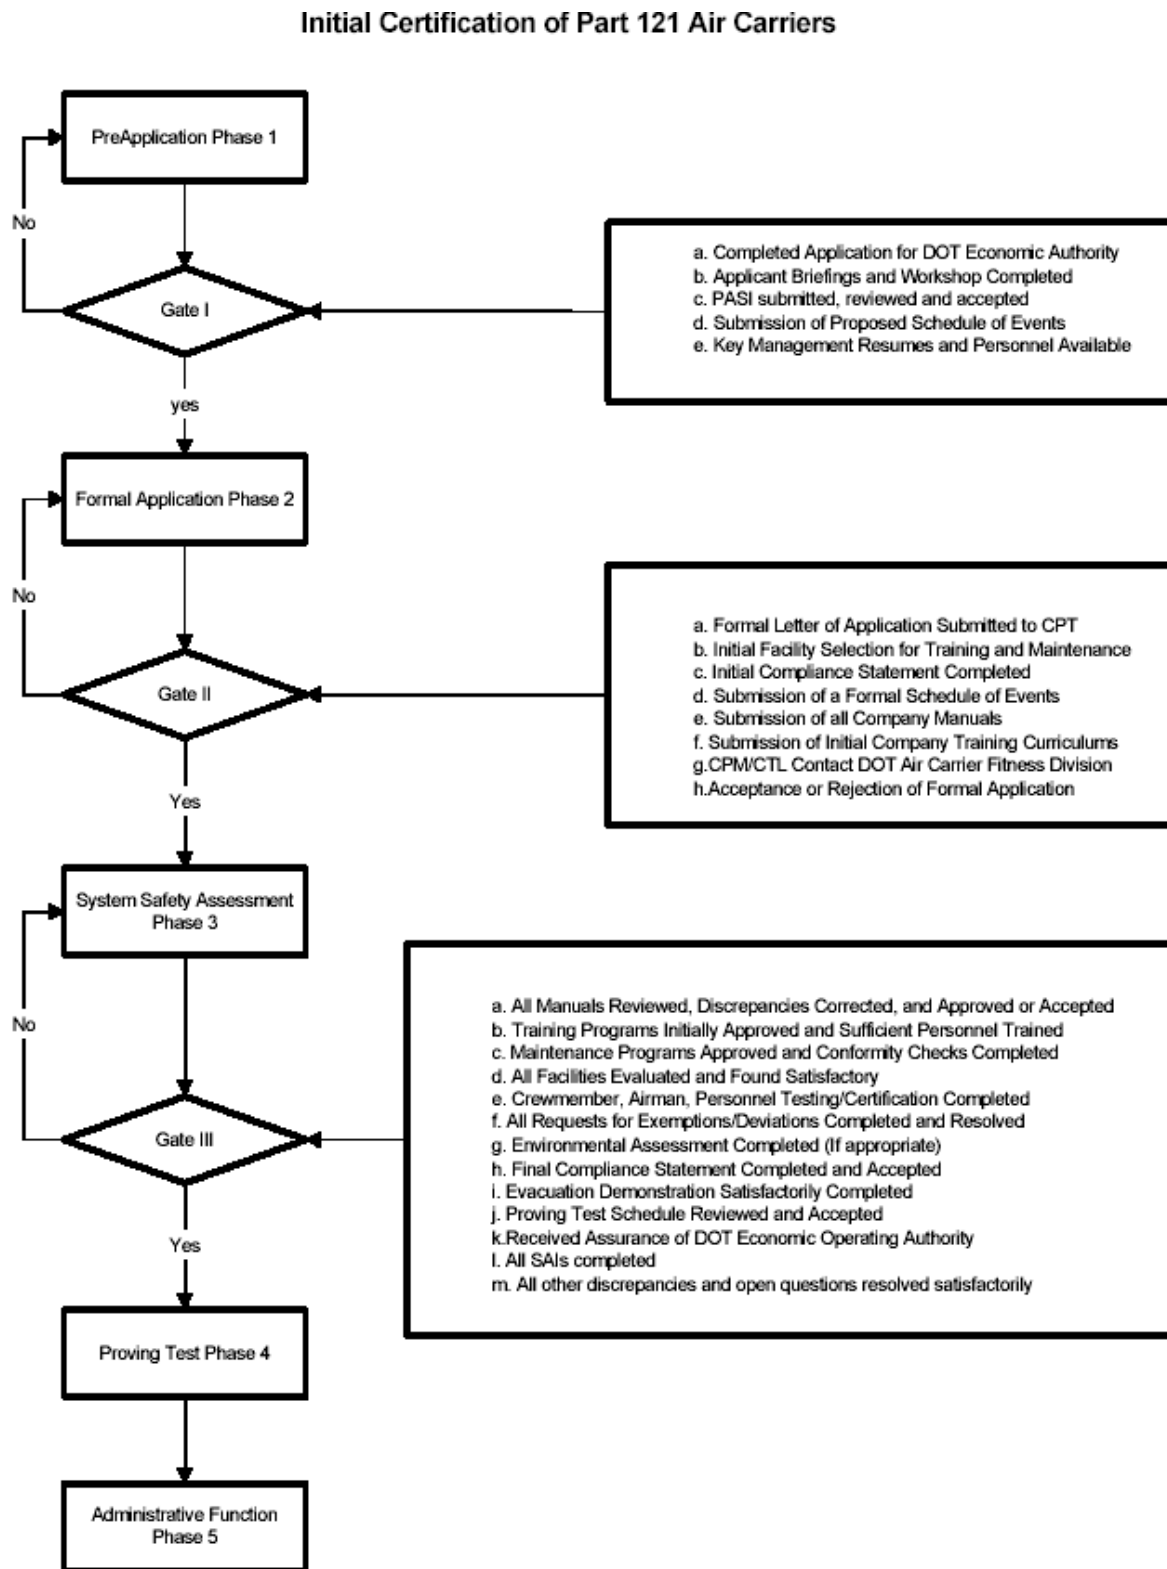 Initial Certification of Part 121 Air Carriers
PreApplication Phase 1
No
Gate I
a. Completed Application for DOT Economic Authority
b. Applicant Briefings and Workshop Completed
c. PASI submitted, reviewed and accepted
d. Submission of Proposed Schedule of Events
e. Key Management Resumes and Personnel Available
yes
Formal Application Phase 2
No
Gate II
a. Formal Letter of Application Submitted to CPT
b. Initial Facility Selection for Training and Maintenance
c. Initial Compliance Statement Completed
d. Submission of a Formal Schedule of Events
e. Submission of all Company Manuals
f. Submission of Initial Company Training Curriculums
g.CPM/CTL Contact DOT Air Carrier Fitness Division
h.Acceptance or Rejection of Formal Application
Yes
System Safety Assessment
Phase 3
No
Gate III
a. All Manuals Reviewed, Discrepancies Corrected, and Approved or Accepted
b. Training Programs Initially Approved and Sufficient Personnel Trained
c. Maintenance Programs Approved and Conformity Checks Completed
d. All Facilities Evaluated and Found Satisfactory
e. Crewmember, Airman, Personnel Testing/Certification Completed
f. All Requests for Exemptions/Deviations Completed and Resolved
g. Environmental Assessment Completed (If appropriate)
h. Final Compliance Statement Completed and Accepted
i. Evacuation Demonstration Satisfactorily Completed
j. Proving Test Schedule Reviewed and Accepted
k.Received Assurance of DOT Economic Operating Authority
l. All SAIs completed
m. All other discrepancies and open questions resolved satisfactorily
Yes
Proving Test Phase 4
Administrative Function
Phase 5